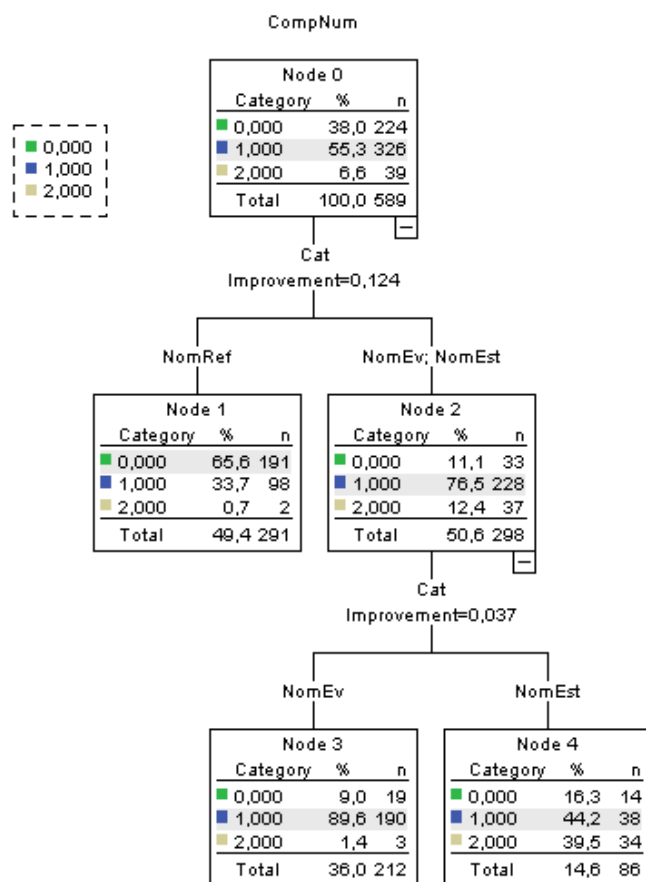 CompNum
0,000
1,000
2,000
Node 0
Category % n
0,000 38,0 224
1,000 55,3 326
2,000 6,6 39
Total 100,0 589
Cat
Improvement=0,124
NomRef
NomEv; NomEst
Node 1
Category % n
0,000 65,6 191
1,000 33,7 98
2,000 0,7 2
Total 49,4 291
Node 2
Category % n
0,000 11,1 33
1,000 76,5 228
2,000 12,4 37
Total 50,6 298
Cat
Improvement=0,037
NomEv
NomEst
Node 3
Category % n
0,000 9,0 19
1,000 89,6 190
2,000 1,4 3
Total 36,0 212
Node 4
Category % n
0,000 16,3 14
1,000 44,2 38
2,000 39,5 34
Total 14,6 86